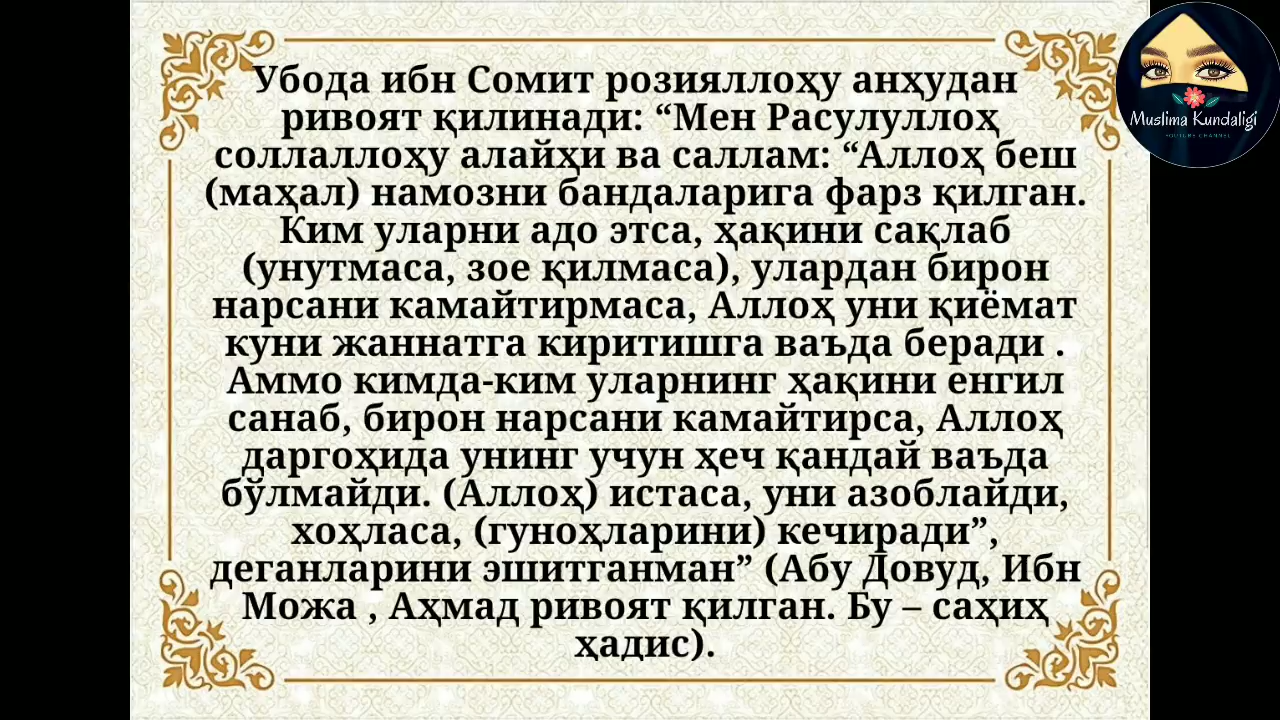 Убода ибн Сомит розияллоҳу анҳудан
ривоят қилинади: “Мен Расулуллоҳ
соллаллоҳу алайҳи ва саллам: “Аллоҳ беш
(маҳал) намозни бандаларига фарз қилган.
Ким уларни адо этса, ҳақини сақлаб
(унутмаса, зое қилмаса), улардан бирон
нарсани камайтирмаса, Аллоҳ уни қиёмат
куни жаннатга киритишга ваъда беради .
Аммо кимда-ким уларнинг ҳақини енгил
санаб, бирон нарсани камайтирса, Аллоҳ
даргоҳида унинг учун ҳеч қандай ваъда
бўлмайди. (Аллоҳ) истаса, уни азоблайди,
хоҳласа, (гуноҳларини) кечиради”,
деганларини эшитганман” (Абу Довуд, Ибн
Можа , Аҳмад ривоят қилган. Бу – саҳиҳ
ҳадис).
Muslima Kundaligi
YOUTUBE CHANNEL